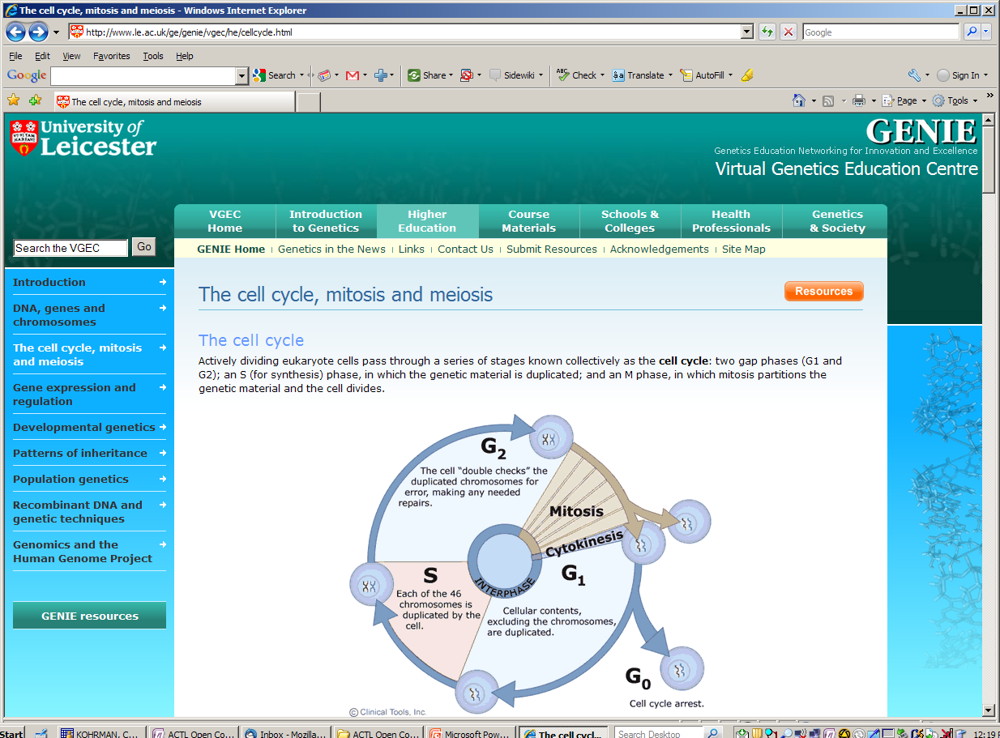 The cell cycle, mitosis and meiosis - Windows Internet Explorer
http://www.le.ac.uk/ge/genie/vgec/he/cellcycle.html
Google
File Edit View Favorites Tools Help
Google Search Share Sidewiki ABC Check Translate AutoFill Sign In
The cell cycle, mitosis and meiosis
Page Tools
University of
Leicester
GENIE
Genetics Education Networking for Innovation and Excellence
Virtual Genetics Education Centre
VGEC Home
Introduction to Genetics
Higher Education
Course Materials
Schools & Colleges
Health Professionals
Genetics & Society
Search the VGEC Go
GENIE Home Genetics in the News Links Contact Us Submit Resources Acknowledgements Site Map
Introduction
DNA, genes and
chromosomes
The cell cycle, mitosis
and meiosis
Gene expression and
regulation
Developmental genetics
Patterns of inheritance
Population genetics
Recombinant DNA and
genetic techniques
Genomics and the
Human Genome Project
GENIE resources
The cell cycle, mitosis and meiosis
Resources
The cell cycle
Actively dividing eukaryote cells pass through a series of stages known collectively as the cell cycle: two gap phases (G1 and
G2); an S (for synthesis) phase, in which the genetic material is duplicated; and an M phase, in which mitosis partitions the
genetic material and the cell divides.
G2
The cell “double checks” the
duplicated chromosomes for
error, making any needed
repairs.
Mitosis
Cytokinesis
G1
Cellular contents,
excluding the chromosomes,
are duplicated.
INTERPHASE
S
Each of the 46
chromosomes is
duplicated by the
cell.
G0
Cell cycle arrest.
© Clinical Tools, Inc.
Start KOHRMAN, C... ACTL Open Co... Inbox - Mozilla... ACTL Open Co... Microsoft Pow... The cell cycl... Search Desktop 12:19